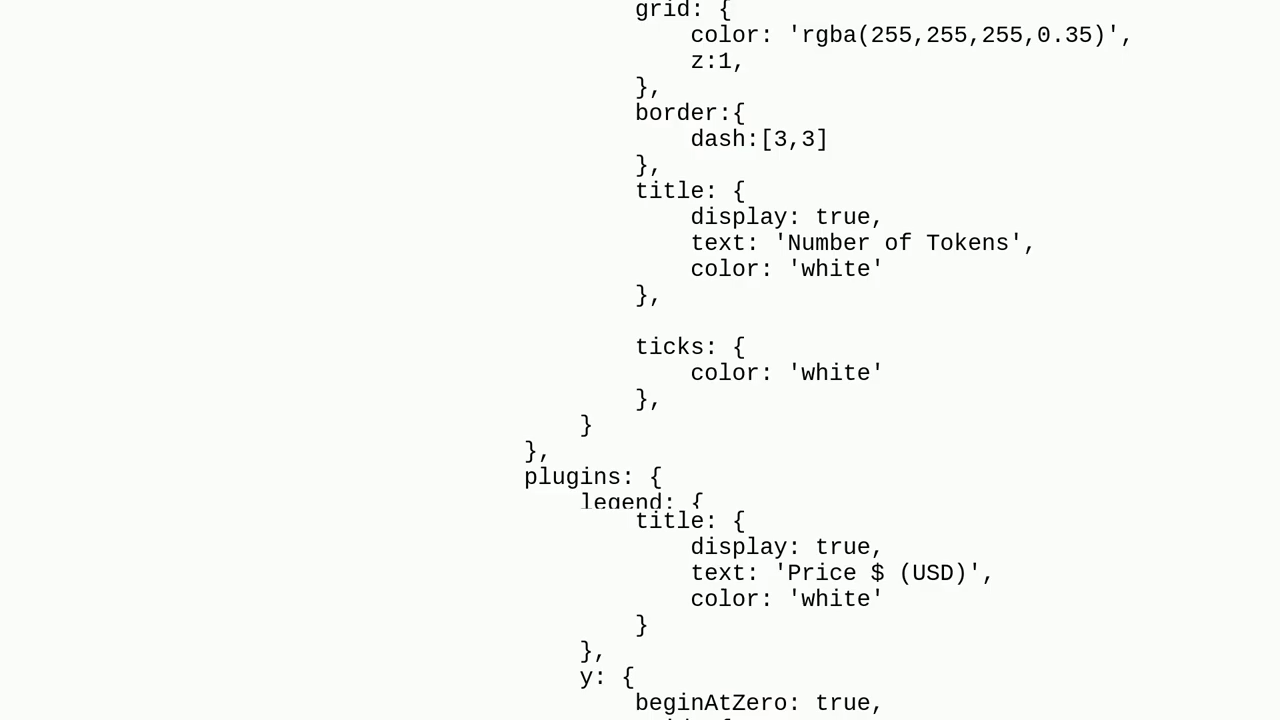 grid: {
color: 'rgba(255,255,255,0.35)',
z:1,
},
border:{
dash:[3,3]
},
title: {
display: true,
text: 'Number of Tokens',
color: 'white'
},
ticks: {
color: 'white'
},
}
},
plugins: {
legend: {
title: {
display: true,
text: 'Price $ (USD)',
color: 'white'
}
},
y: {
beginAtZero: true,